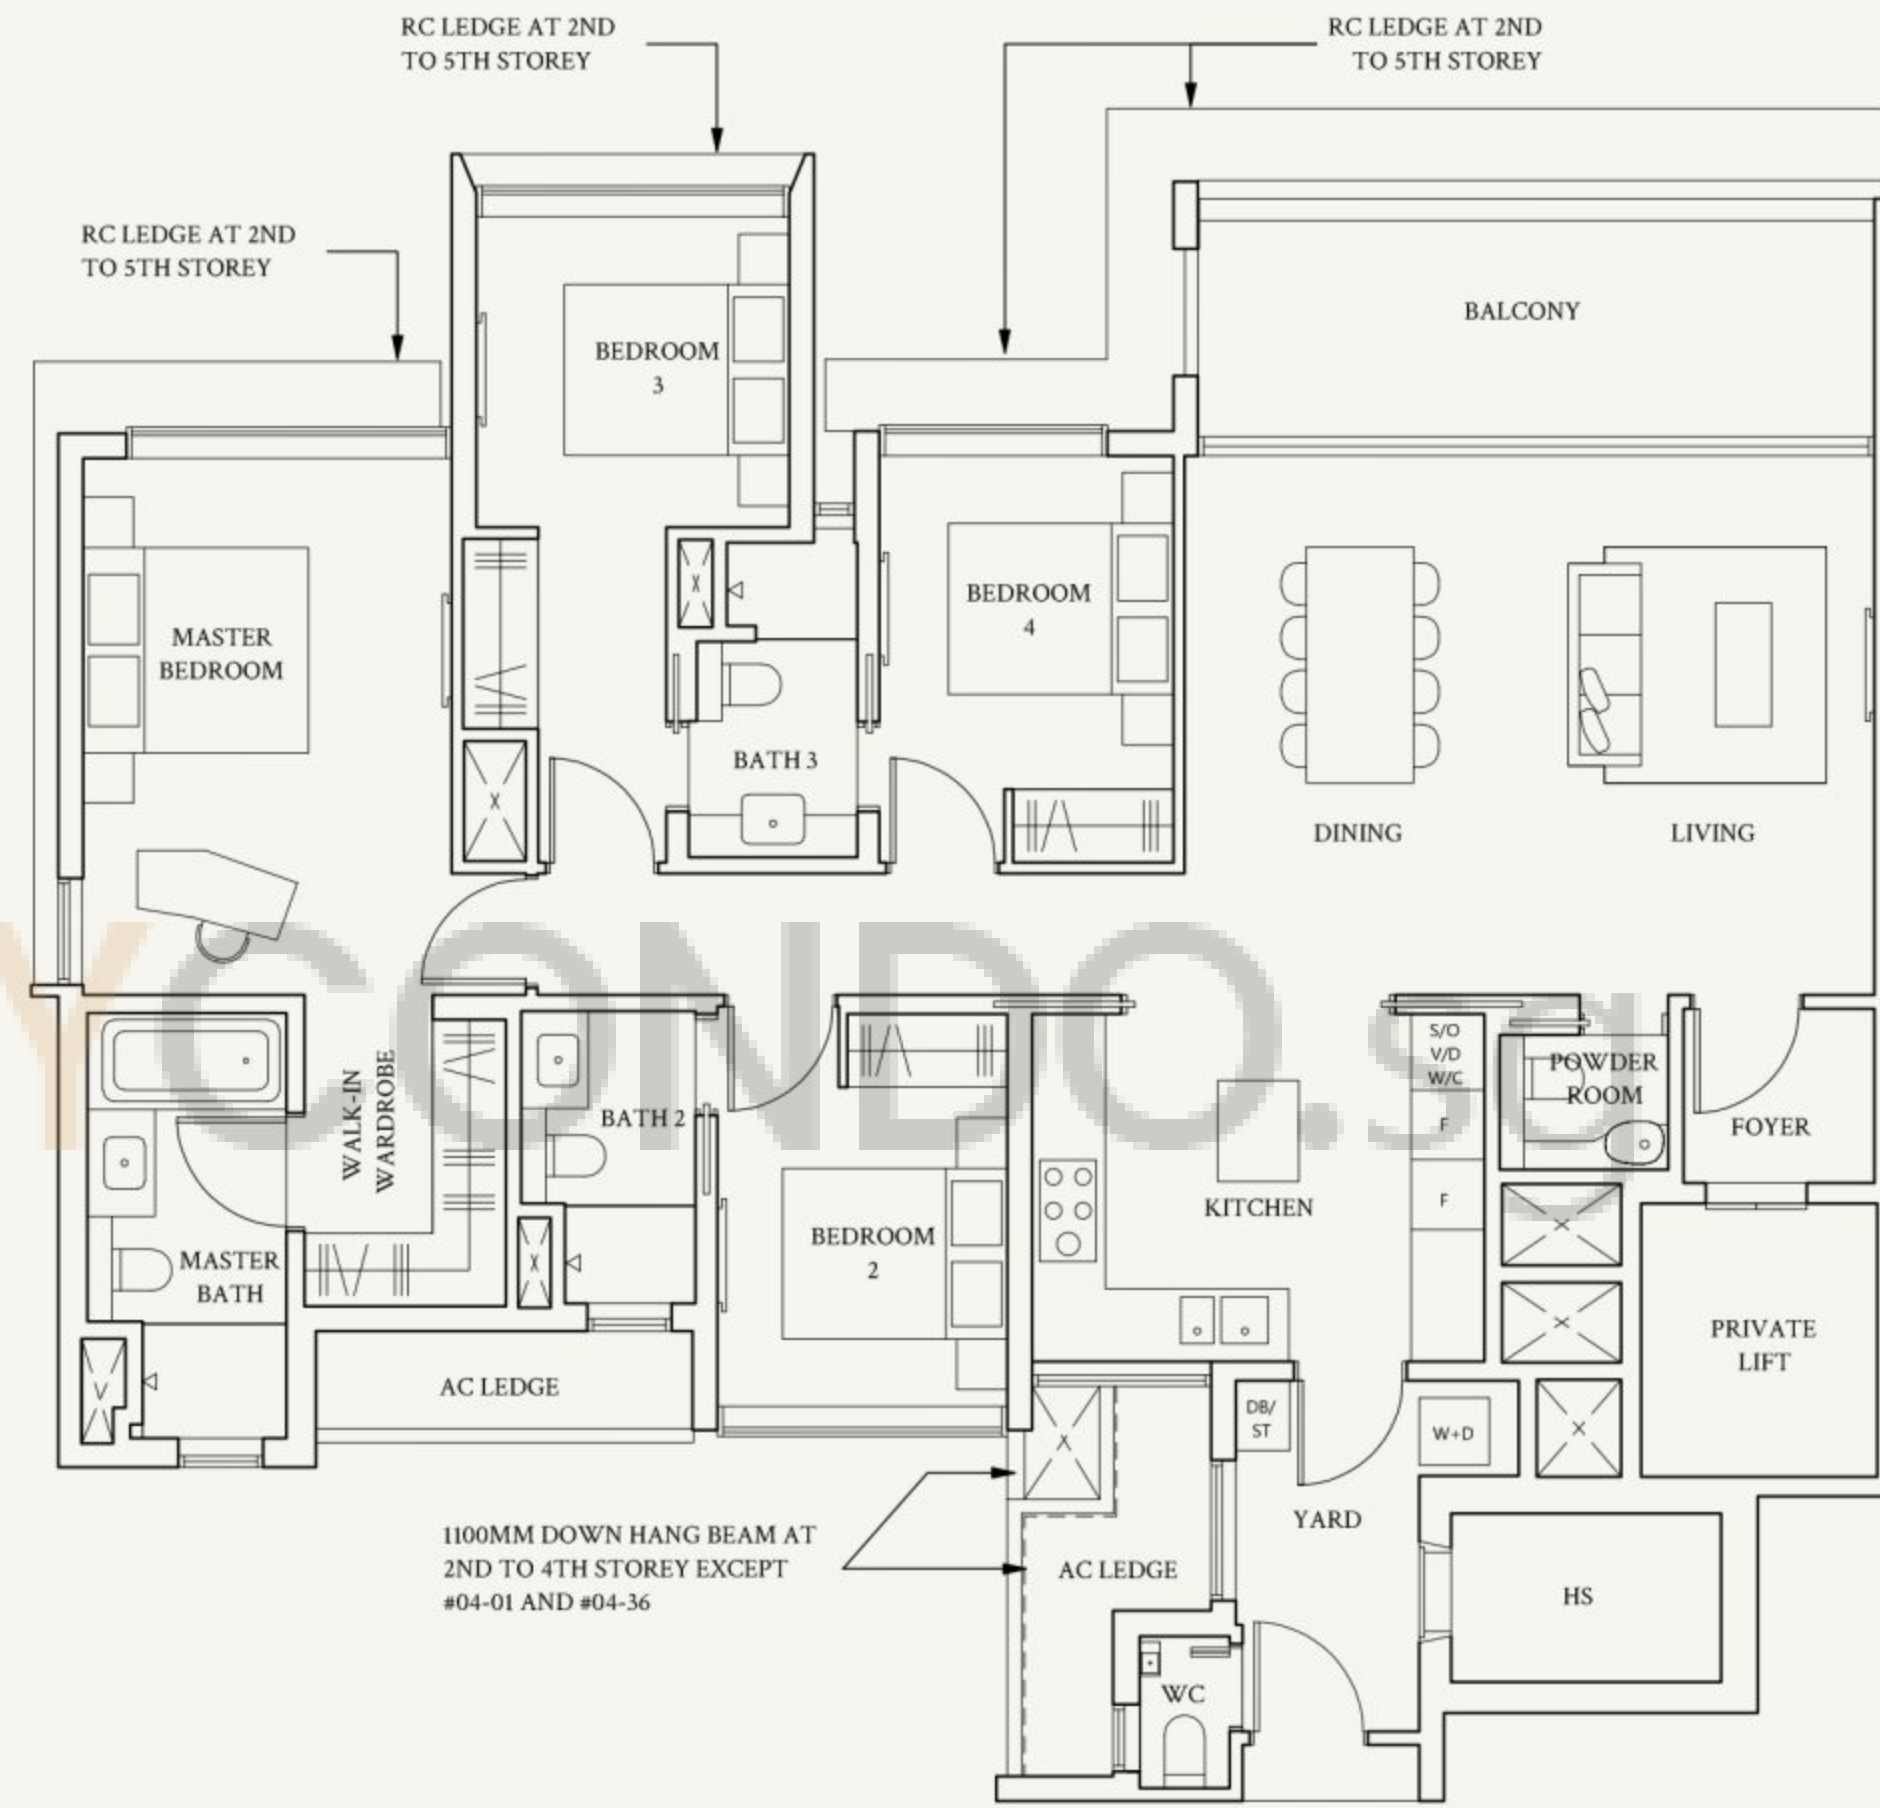 RC LEDGE AT 2ND
TO 5TH STOREY
RC LEDGE AT 2ND
TO 5TH STOREY
RC LEDGE AT 2ND
TO 5TH STOREY
BALCONY
BEDROOM
3
BEDROOM
4
MASTER
BEDROOM
X
X
BATH 3
DINING
LIVING
YCONDO.sg
S/O
V/D
W/C
F
F
POWDER
ROOM
FOYER
WALK-IN
WARDROBE
BATH 2
KITCHEN
BEDROOM
2
MASTER
BATH
X
X
X
PRIVATE
LIFT
V
AC LEDGE
DB/
ST
W+D
X
X
YARD
1100MM DOWN HANG BEAM AT
2ND TO 4TH STOREY EXCEPT
#04-01 AND #04-36
AC LEDGE
HS
WC